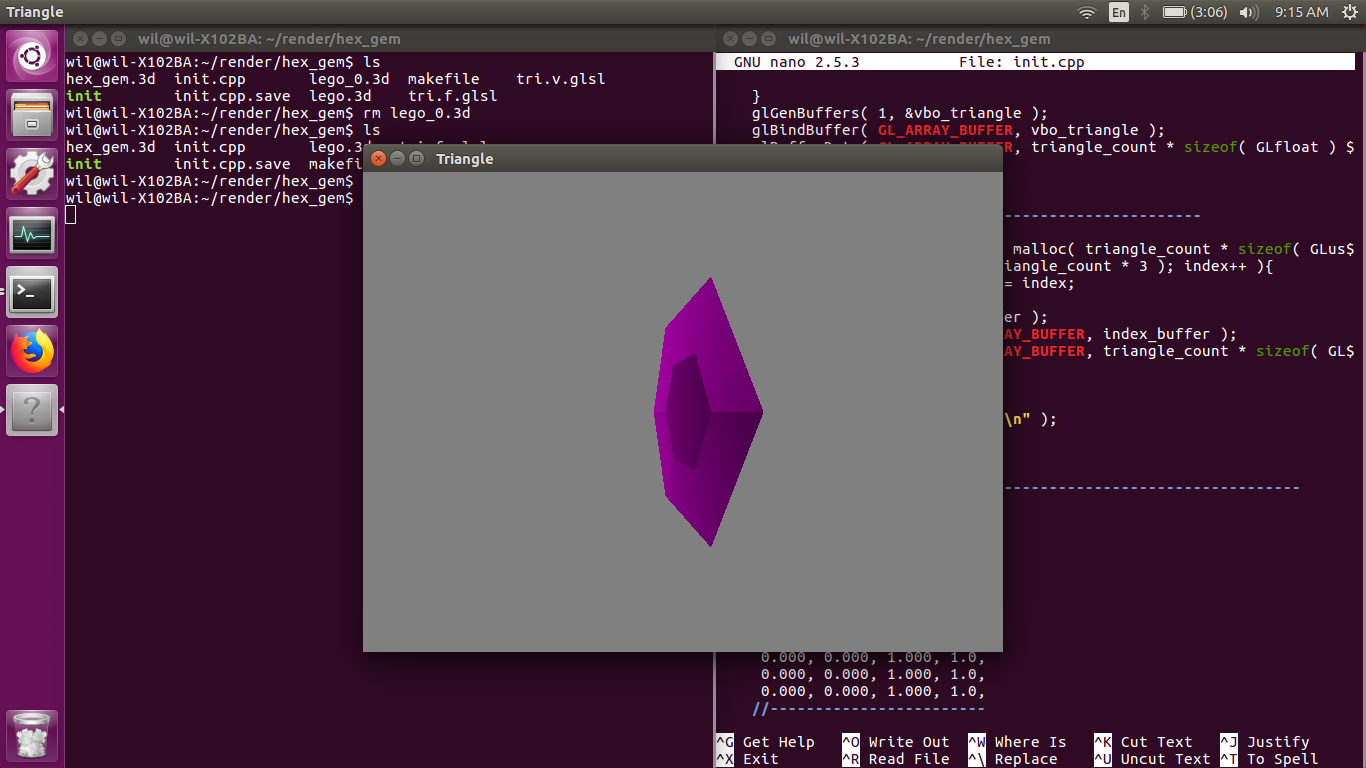 Triangle
En
(3:06)
9:15 AM
wil@wil-X102BA: ~/render/hex_gem
wil@wil-X102BA:~/render/hex_gem$ ls
hex_gem.3d  init.cpp       lego_0.3d  makefile    tri.v.glsl
init        init.cpp.save  lego.3d    tri.f.glsl
wil@wil-X102BA:~/render/hex_gem$ rm lego_0.3d
wil@wil-X102BA:~/render/hex_gem$ ls
hex_gem.3d  init.cpp       lego.3
init        init.cpp.save  makefi
wil@wil-X102BA:~/render/hex_gem$
wil@wil-X102BA:~/render/hex_gem$
Triangle
wil@wil-X102BA: ~/render/hex_gem
GNU nano 2.5.3           File: init.cpp
}
glGenBuffers( 1, &vbo_triangle );
glBindBuffer( GL_ARRAY_BUFFER, vbo_triangle );
, triangle_count * sizeof( GLfloat ) $
-----------------------
malloc( triangle_count * sizeof( GLus$
iangle_count * 3 ); index++ ){
= index;
er );
AY_BUFFER, index_buffer );
AY_BUFFER, triangle_count * sizeof( GL$
\n" );
---------------------------------
0.000, 0.000, 1.000, 1.0,
0.000, 0.000, 1.000, 1.0,
0.000, 0.000, 1.000, 1.0,
//------------------------
^G Get Help   ^O Write Out  ^W Where Is   ^K Cut Text   ^J Justify
^X Exit       ^R Read File  ^\ Replace    ^U Uncut Text ^T To Spell